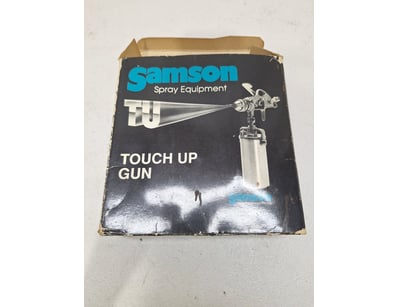 Samson
Spray Equipment
TU
TOUCH UP
GUN